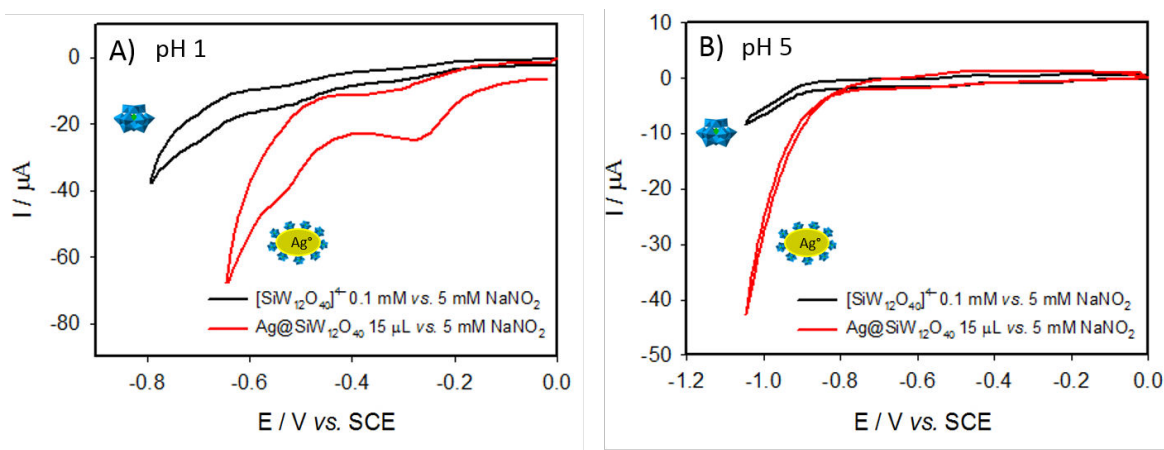 A) pH 1
0
-20
-40
-60
-80
I / µA
Ag°
[SiW₁₂O₄₀]⁴⁻ 0.1 mM vs. 5 mM NaNO₂
Ag@SiW₁₂O₄₀ 15 µL vs. 5 mM NaNO₂
-0.8 -0.6 -0.4 -0.2 0.0
E / V vs. SCE
B) pH 5
10
0
-10
-20
-30
-40
-50
I / µA
Ag°
[SiW₁₂O₄₀]⁴⁻ 0.1 mM vs. 5 mM NaNO₂
Ag@SiW₁₂O₄₀ 15 µL vs. 5 mM NaNO₂
-1.2 -1.0 -0.8 -0.6 -0.4 -0.2 0.0
E / V vs. SCE